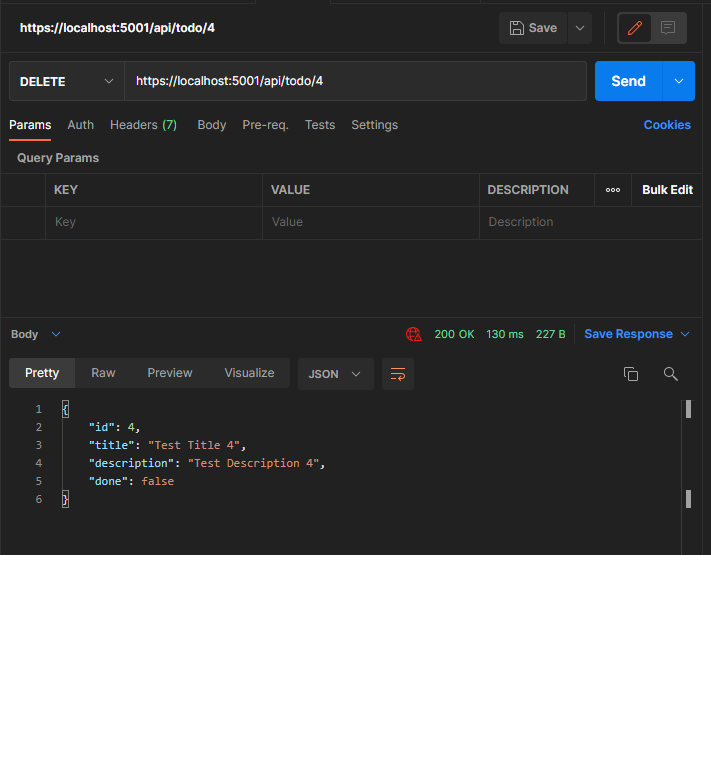 https://localhost:5001/api/todo/4 Save
DELETE https://localhost:5001/api/todo/4 Send
Params Auth Headers (7) Body Pre-req. Tests Settings Cookies
Query Params
KEY VALUE DESCRIPTION ooo Bulk Edit
Key Value Description
Body 200 OK 130 ms 227 B Save Response
Pretty Raw Preview Visualize JSON
1 {
2 "id": 4,
3 "title": "Test Title 4",
4 "description": "Test Description 4",
5 "done": false
6 }